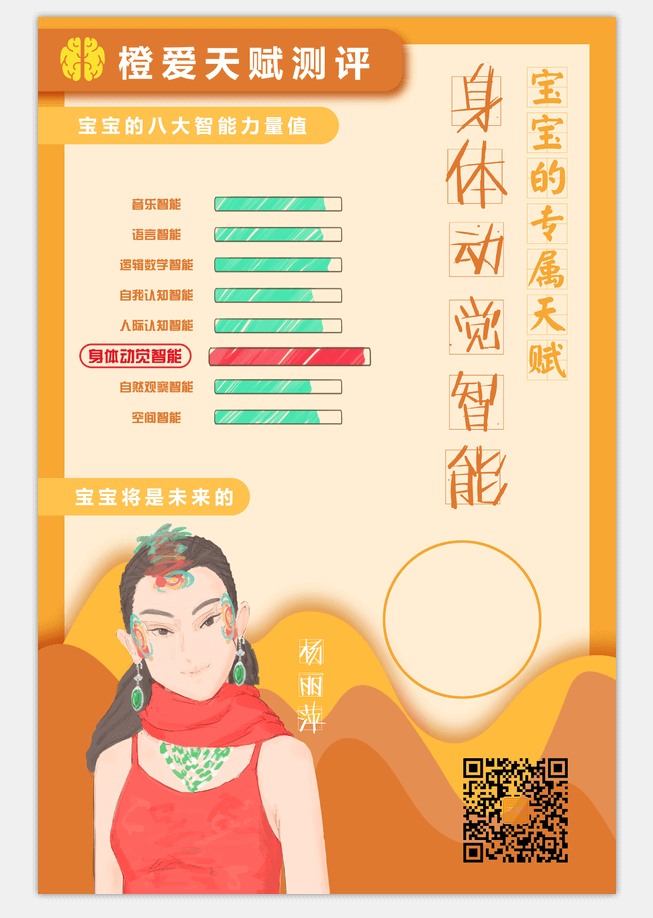 橙爱天赋测评
宝宝的八大智能力量值
音乐智能
语言智能
逻辑数学智能
自我认知智能
人际认知智能
身体动觉智能
自然观察智能
空间智能
宝宝的专属天赋
身体动觉智能
宝宝将是未来的
杨丽萍